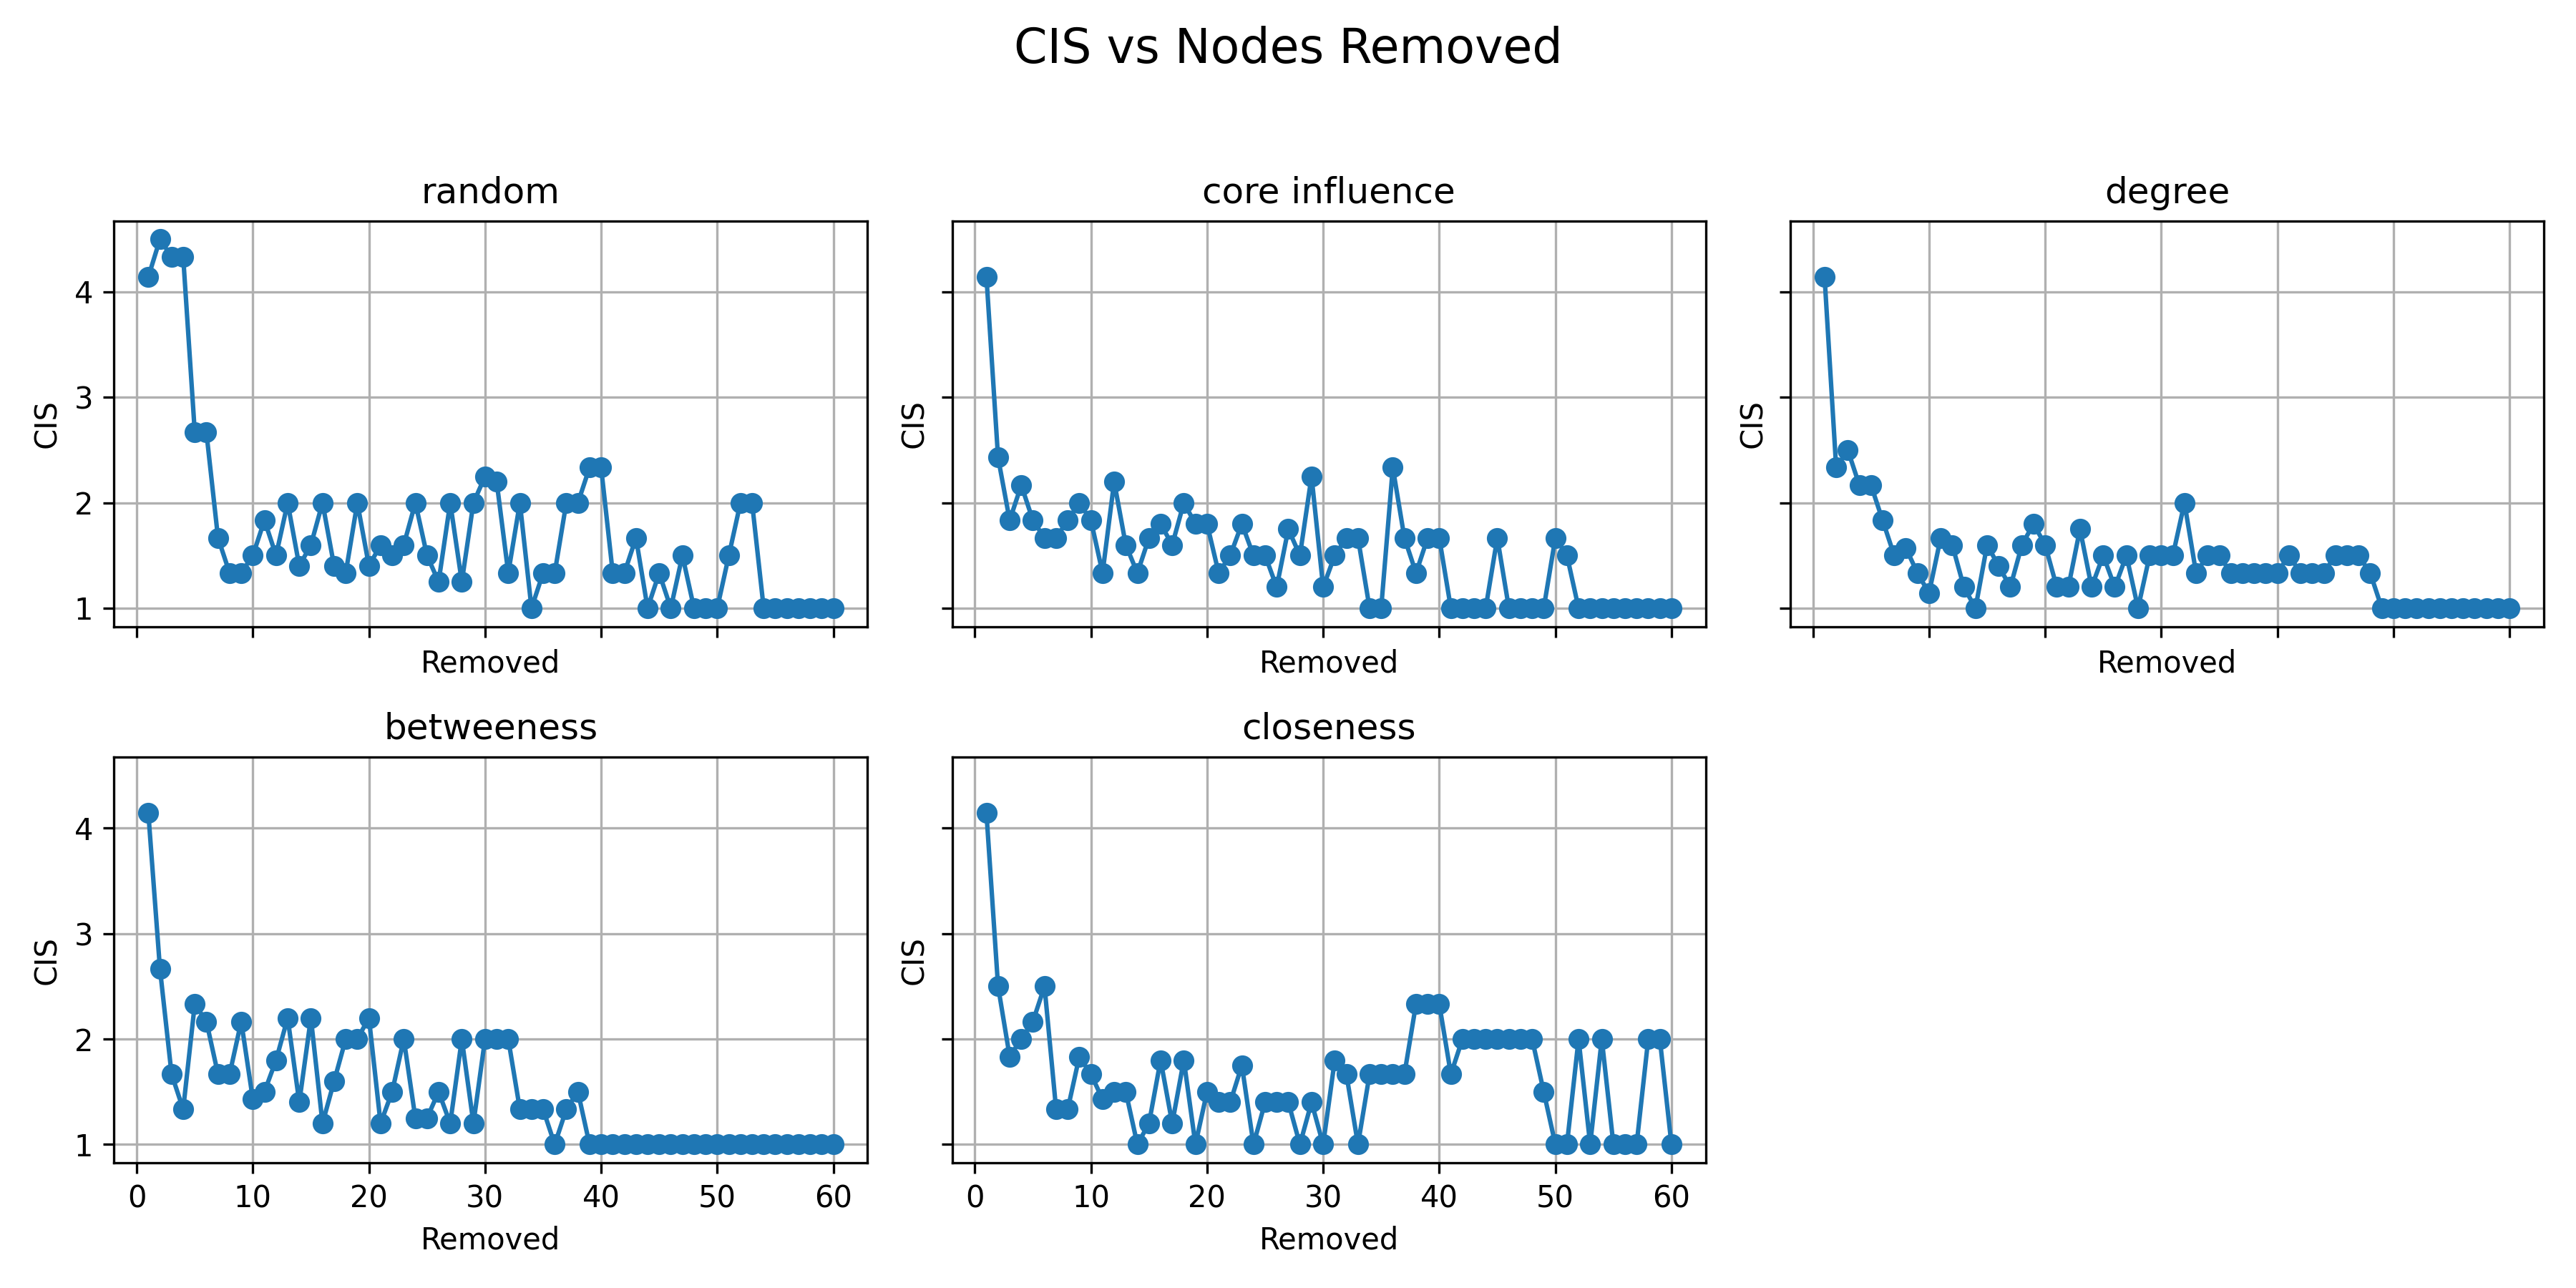 CIS vs Nodes Removed
random
CIS
4
3
2
1
Removed
core influence
CIS
Removed
degree
CIS
Removed
betweeness
CIS
4
3
2
1
0 10 20 30 40 50 60
Removed
closeness
CIS
0 10 20 30 40 50 60
Removed